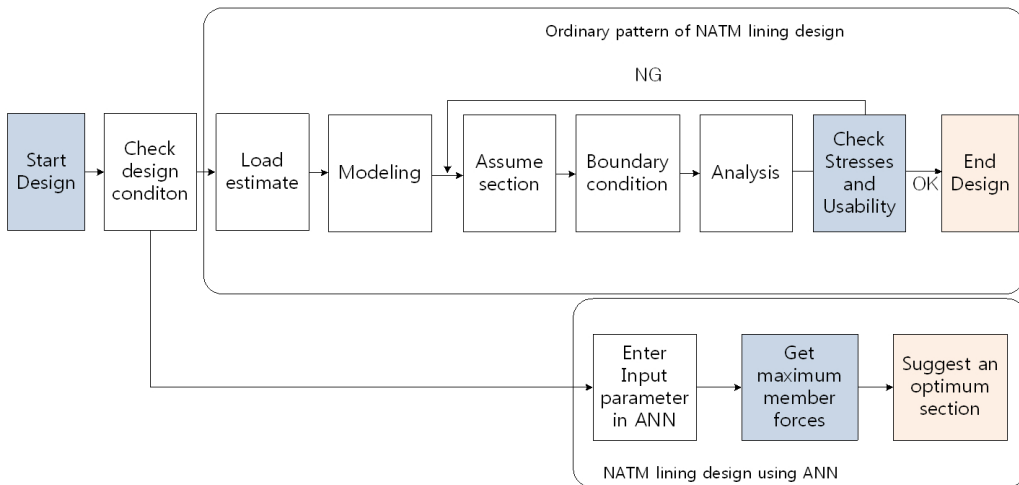 Ordinary pattern of NATM lining design
NG
Start
Design
Check
design
conditon
Load
estimate
Modeling
Assume
section
Boundary
condition
Analysis
Check
Stresses
and
Usability
OK
End
Design
Enter
Input
parameter
in ANN
Get
maximum
member
forces
Suggest an
optimum
section
NATM lining design using ANN